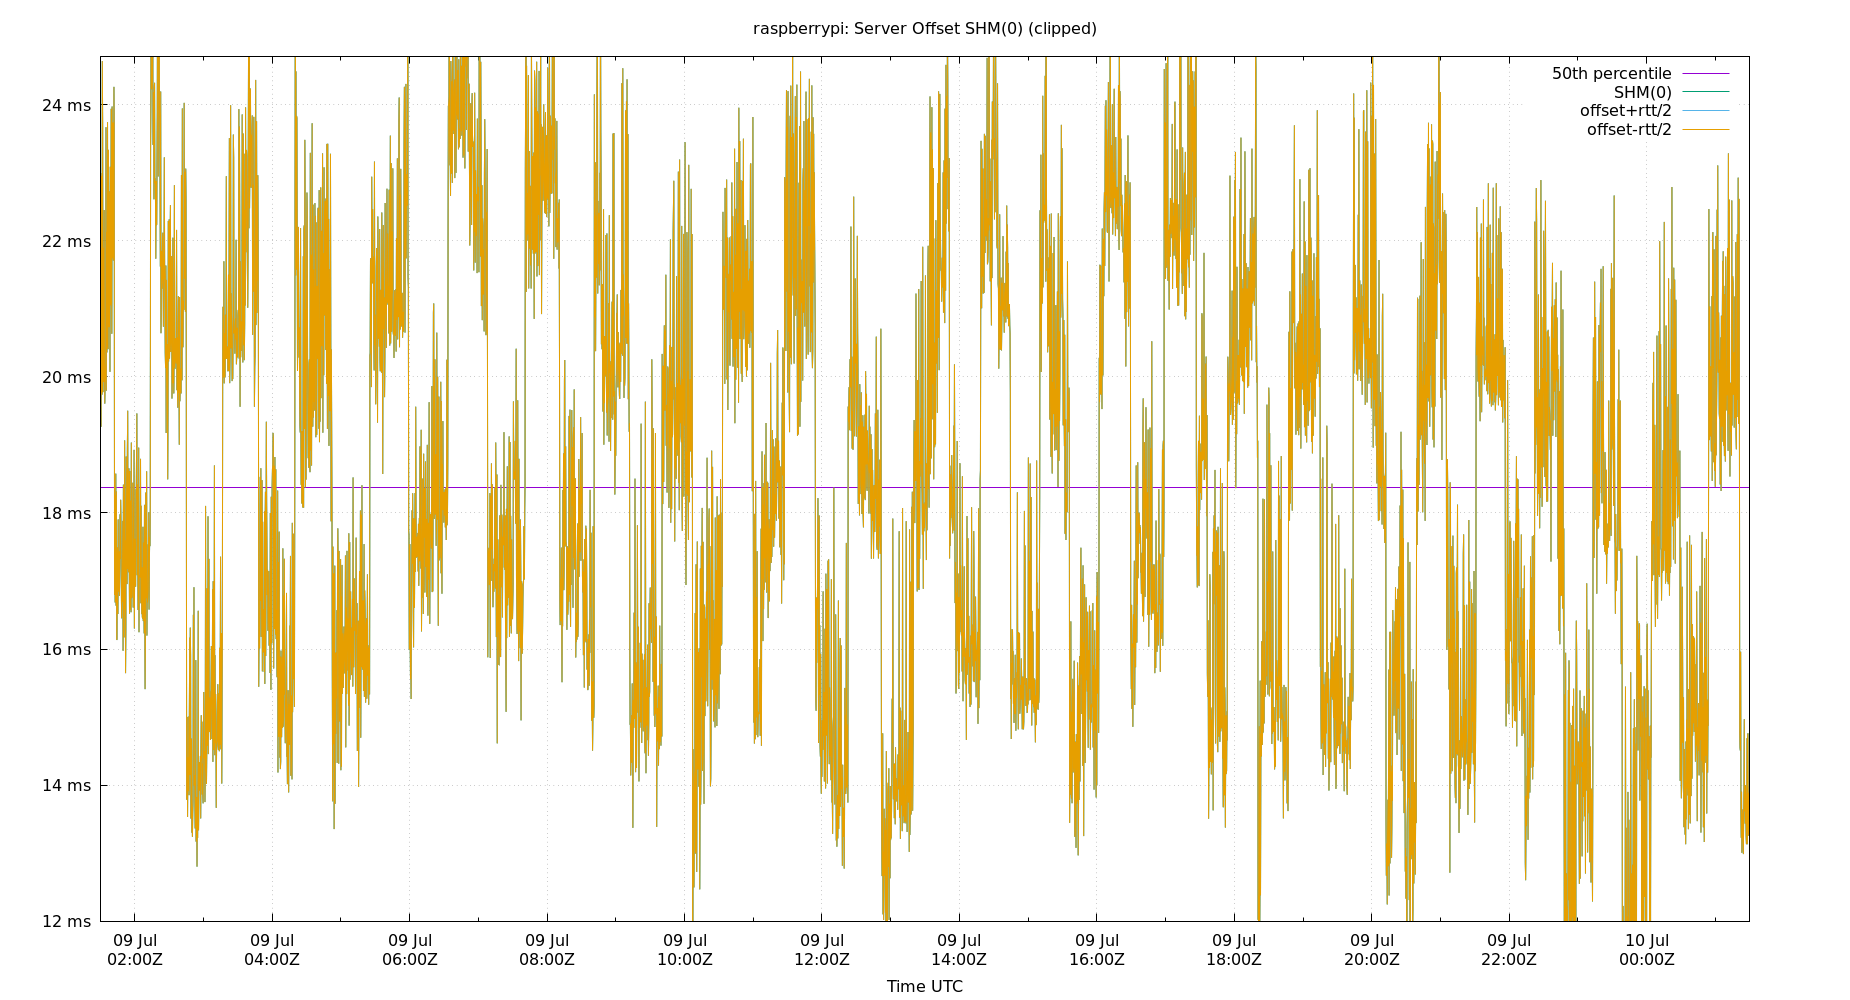 raspberrypi: Server Offset SHM(0) (clipped)
50th percentile
SHM(0)
offset+rtt/2
offset-rtt/2
24 ms
22 ms
20 ms
18 ms
16 ms
14 ms
12 ms
09 Jul 09 Jul 09 Jul 09 Jul 09 Jul 09 Jul 09 Jul 09 Jul 09 Jul 09 Jul 09 Jul 10 Jul
02:00Z 04:00Z 06:00Z 08:00Z 10:00Z 12:00Z 14:00Z 16:00Z 18:00Z 20:00Z 22:00Z 00:00Z
Time UTC